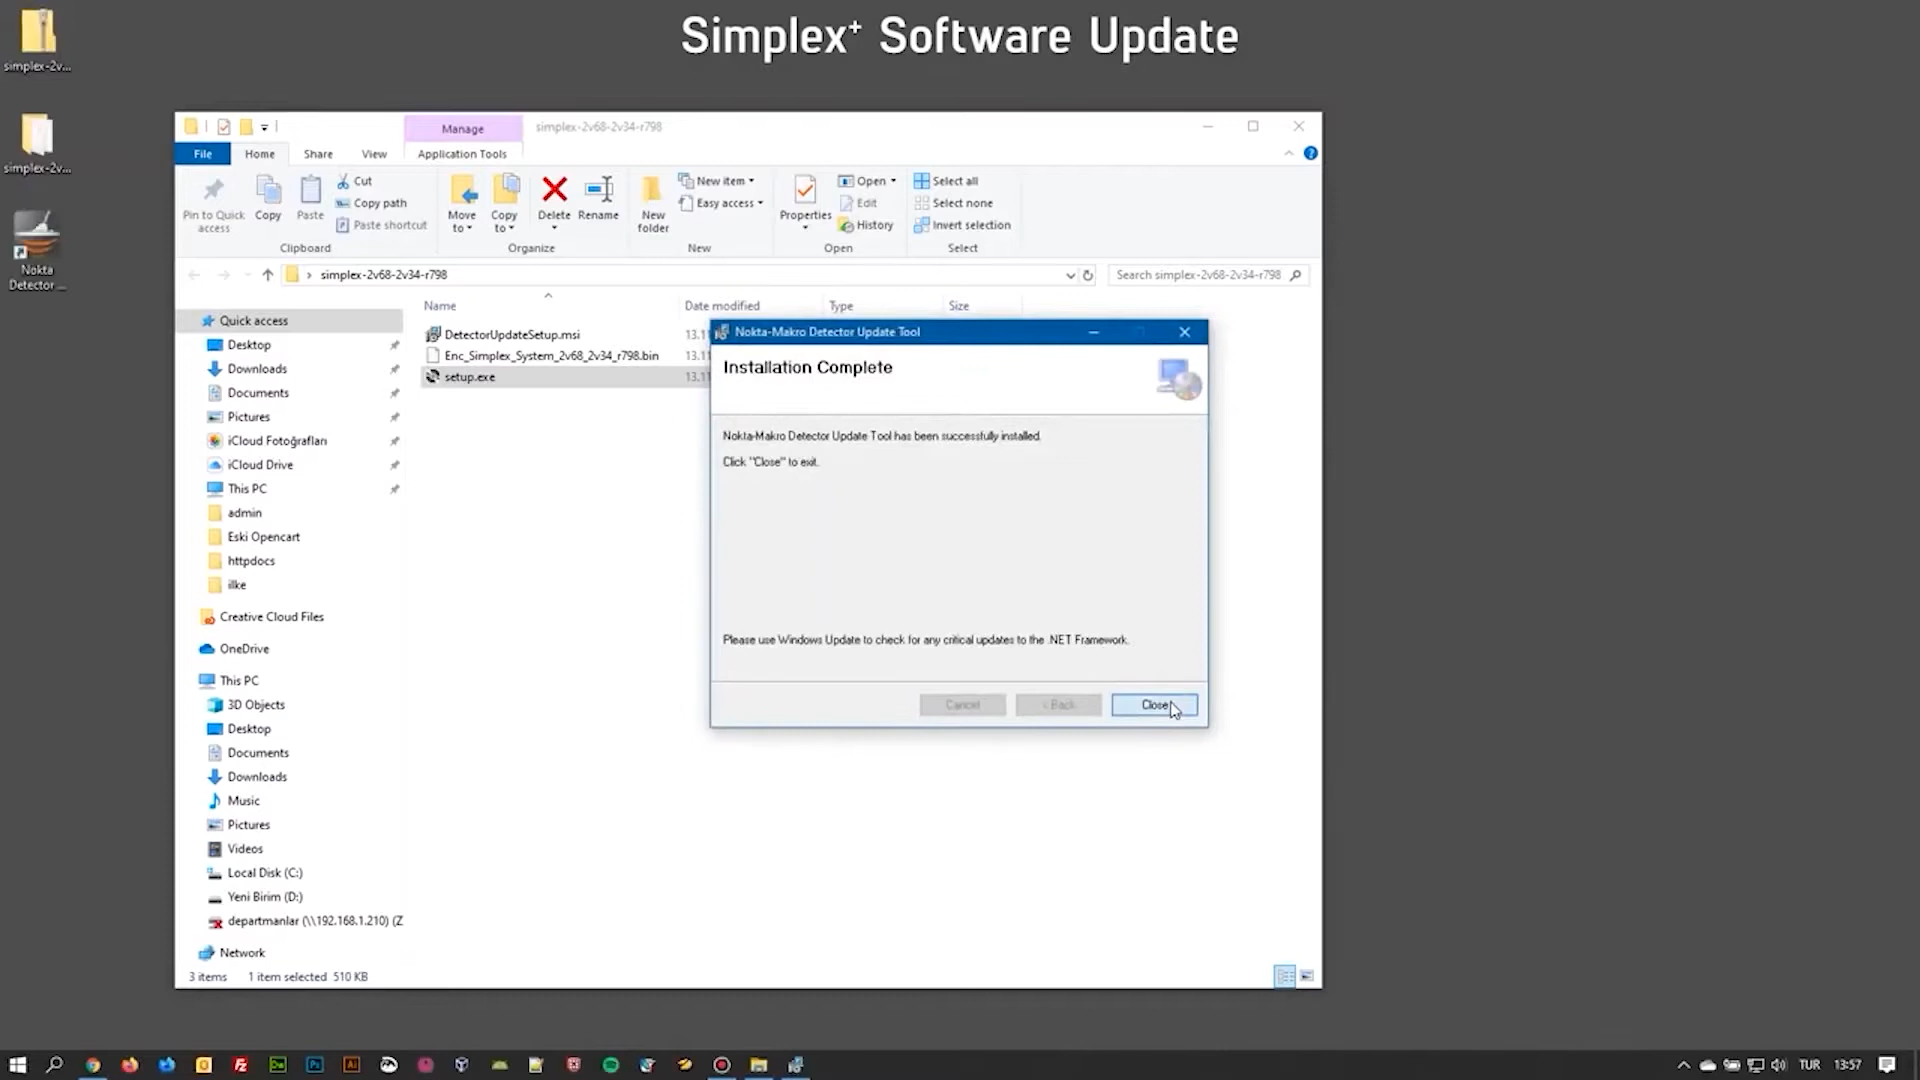 Simplex⁺ Software Update
simplex-2v...
simplex-2v...
Nokta
Detector ...
Manage
simplex-2v68-2v34-r798
File
Home
Share
View
Application Tools
Pin to Quick
access
Copy
Paste
Cut
Copy path
Paste shortcut
Clipboard
Move
to
Copy
to
Delete
Rename
Organize
New
folder
New item
Easy access
New
Properties
Open
Edit
History
Open
Select all
Select none
Invert selection
Select
simplex-2v68-2v34-r798
Search simplex-2v68-2v34-r798
Name
Date modified
Type
Size
DetectorUpdateSetup.msi
13.11
Enc_Simplex_System_2v68_2v34_r798.bin
13.11
setup.exe
13.11
Quick access
Desktop
Downloads
Documents
Pictures
iCloud Fotoğrafları
iCloud Drive
This PC
admin
Eski Opencart
httpdocs
ilke
Creative Cloud Files
OneDrive
This PC
3D Objects
Desktop
Documents
Downloads
Music
Pictures
Videos
Local Disk (C:)
Yeni Birim (D:)
departmanlar (\\192.168.1.210) (Z
Network
3 items
1 item selected 510 KB
Nokta-Makro Detector Update Tool
Installation Complete
Nokta-Makro Detector Update Tool has been successfully installed.
Click "Close" to exit.
Please use Windows Update to check for any critical updates to the .NET Framework.
Cancel
< Back
Close
TUR
13:57